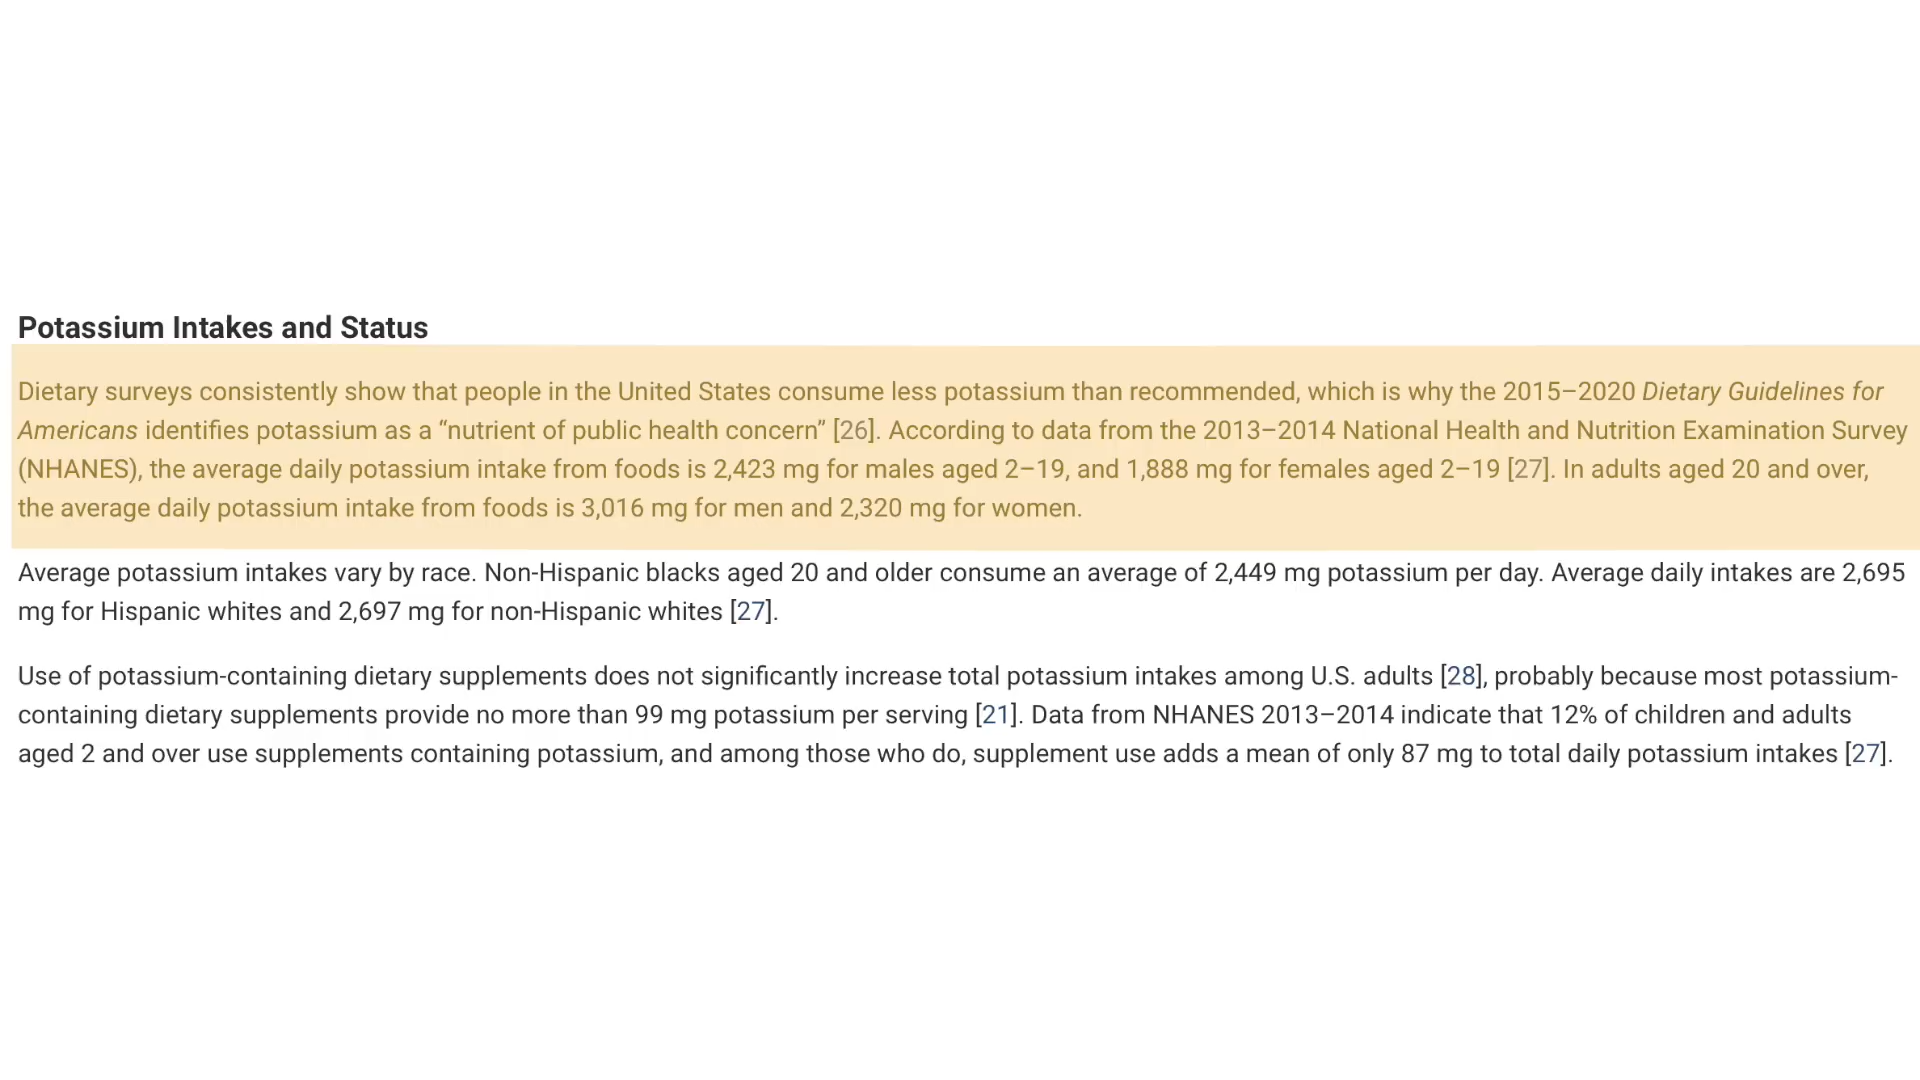 Potassium Intakes and Status
Dietary surveys consistently show that people in the United States consume less potassium than recommended, which is why the 2015–2020 Dietary Guidelines for
Americans identifies potassium as a “nutrient of public health concern” [26]. According to data from the 2013–2014 National Health and Nutrition Examination Survey
(NHANES), the average daily potassium intake from foods is 2,423 mg for males aged 2–19, and 1,888 mg for females aged 2–19 [27]. In adults aged 20 and over,
the average daily potassium intake from foods is 3,016 mg for men and 2,320 mg for women.
Average potassium intakes vary by race. Non-Hispanic blacks aged 20 and older consume an average of 2,449 mg potassium per day. Average daily intakes are 2,695
mg for Hispanic whites and 2,697 mg for non-Hispanic whites [27].
Use of potassium-containing dietary supplements does not significantly increase total potassium intakes among U.S. adults [28], probably because most potassium-
containing dietary supplements provide no more than 99 mg potassium per serving [21]. Data from NHANES 2013–2014 indicate that 12% of children and adults
aged 2 and over use supplements containing potassium, and among those who do, supplement use adds a mean of only 87 mg to total daily potassium intakes [27].